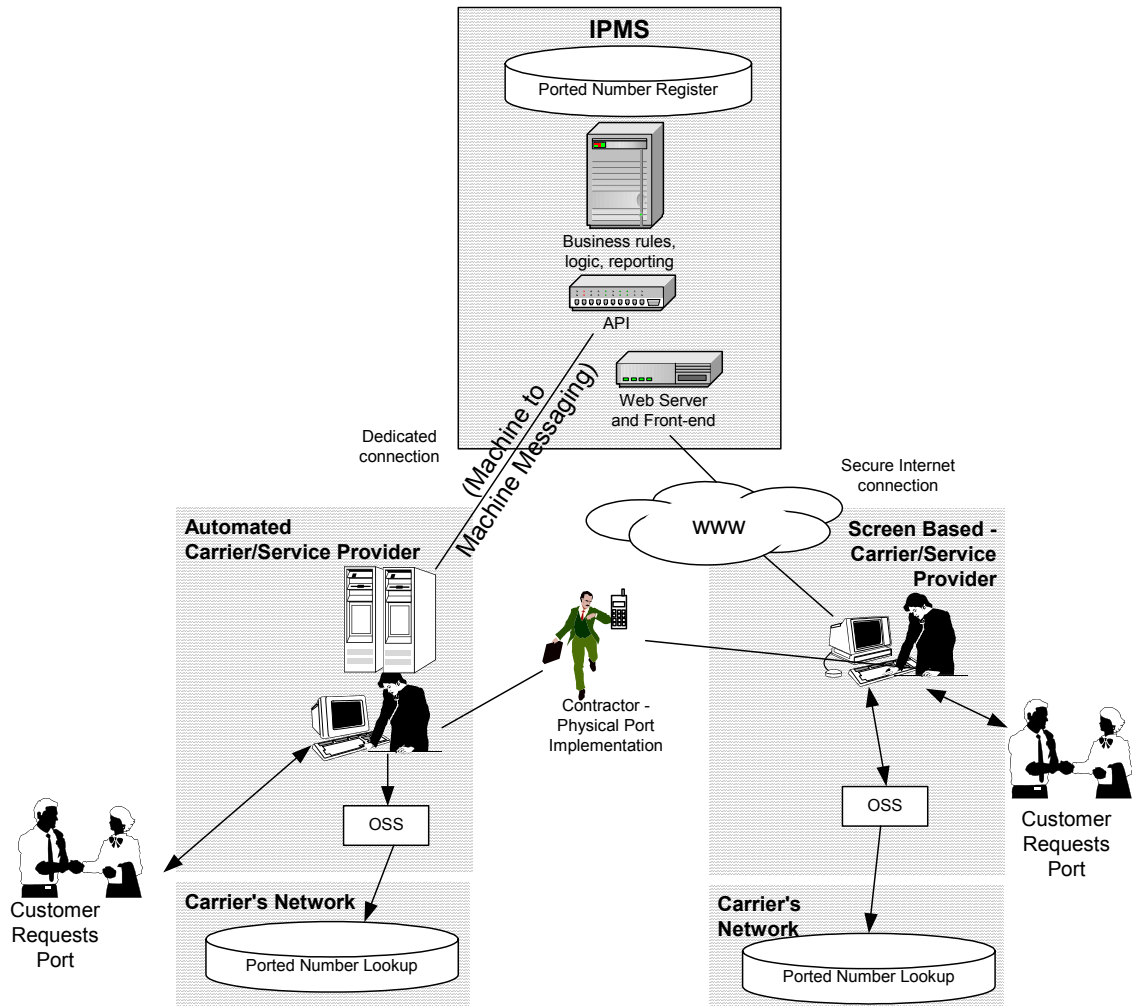 IPMS
Ported Number Register
Business rules,
logic, reporting
API
Web Server
and Front-end
Dedicated
connection
(Machine to
Machine Messaging)
Secure Internet
connection
www
Automated
Carrier/Service Provider
Screen Based -
Carrier/Service
Provider
Contractor -
Physical Port
Implementation
OSS
OSS
Customer
Requests
Port
Customer
Requests
Port
Carrier's Network
Ported Number Lookup
Carrier's
Network
Ported Number Lookup